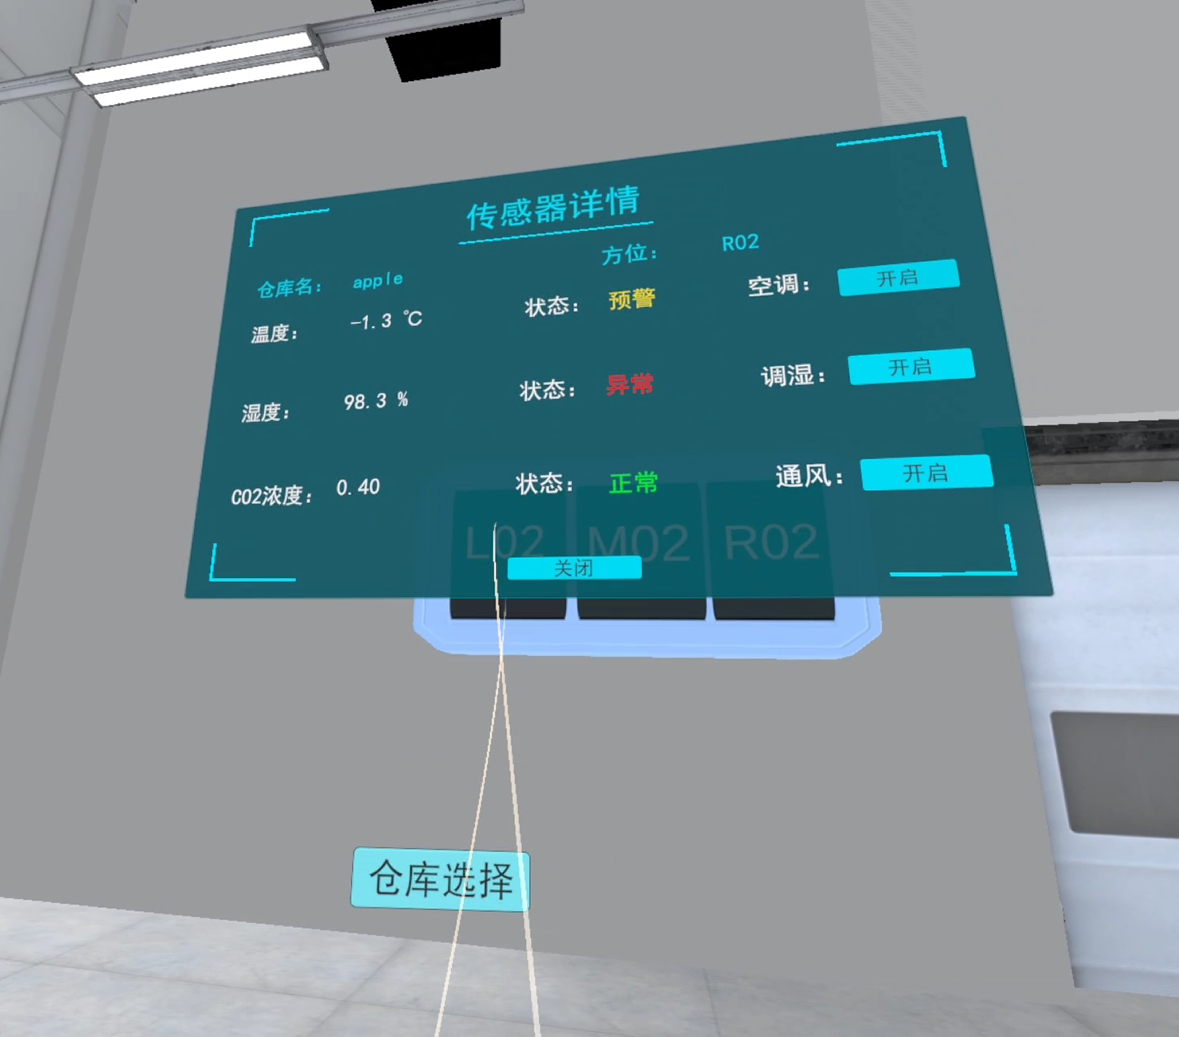 传感器详情
方位： R02
仓库名： apple
温度： -1.3 ℃ 状态： 预警 空调： 开启
湿度： 98.3 % 状态： 异常 调湿： 开启
CO2浓度： 0.40 状态： 正常 通风： 开启
L02 M02 R02
关闭
仓库选择